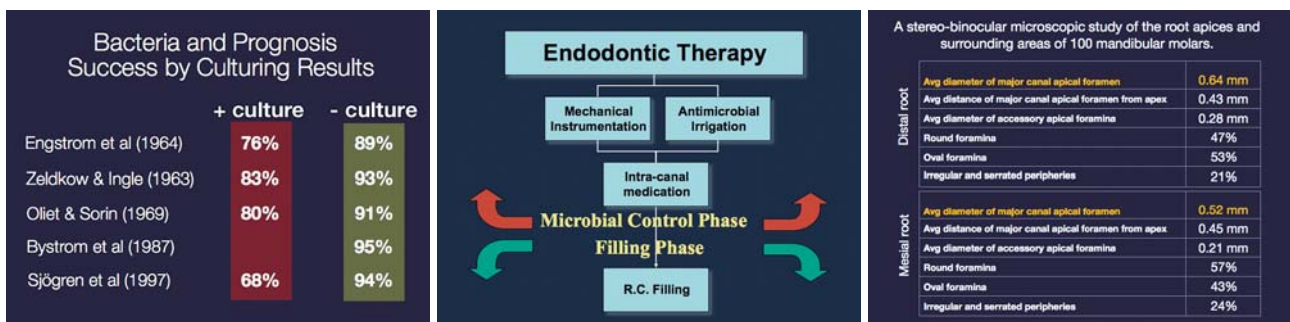 Bacteria and Prognosis
Success by Culturing Results
+ culture - culture
Engstrom et al (1964) 76% 89%
Zeldkow & Ingle (1963) 83% 93%
Oliet & Sorin (1969) 80% 91%
Bystrom et al (1987) 95%
Sjögren et al (1997) 68% 94%
Endodontic Therapy
Mechanical
Instrumentation
Antimicrobial
Irrigation
Intra-canal
medication
Microbial Control Phase
Filling Phase
R.C. Filling
A stereo-binocular microscopic study of the root apices and
surrounding areas of 100 mandibular molars.
Distal root
Avg diameter of major canal apical foramen 0.64 mm
Avg distance of major canal apical foramen from apex 0.43 mm
Avg diameter of accessory apical foramina 0.28 mm
Round foramina 47%
Oval foramina 53%
Irregular and serrated peripheries 21%
Mesial root
Avg diameter of major canal apical foramen 0.52 mm
Avg distance of major canal apical foramen from apex 0.45 mm
Avg diameter of accessory apical foramina 0.21 mm
Round foramina 57%
Oval foramina 43%
Irregular and serrated peripheries 24%